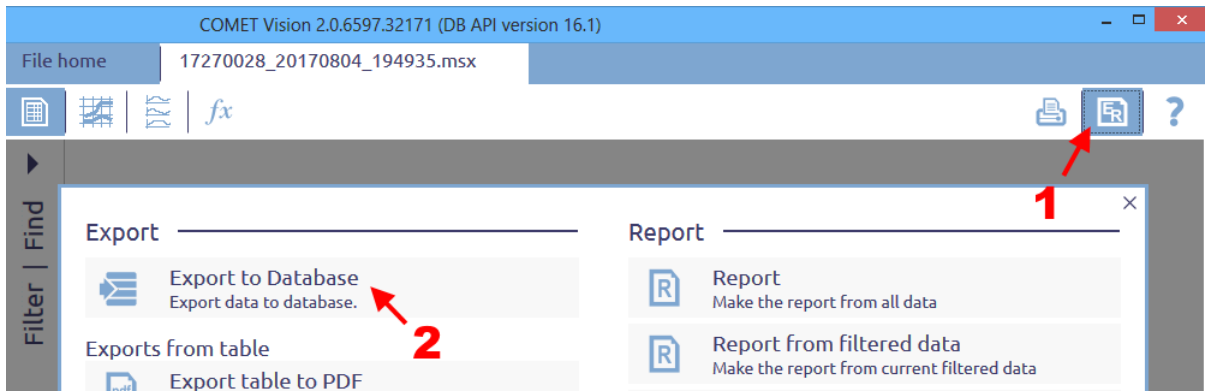 COMET Vision 2.0.6597.32171 (DB API version 16.1)
File home
17270028_20170804_194935.msx
fx
ER
?
1
Filter | Find
Export
Report
Export to Database
Export data to database.
2
R
Report
Make the report from all data
Exports from table
R
Report from filtered data
Make the report from current filtered data
pdf
Export table to PDF